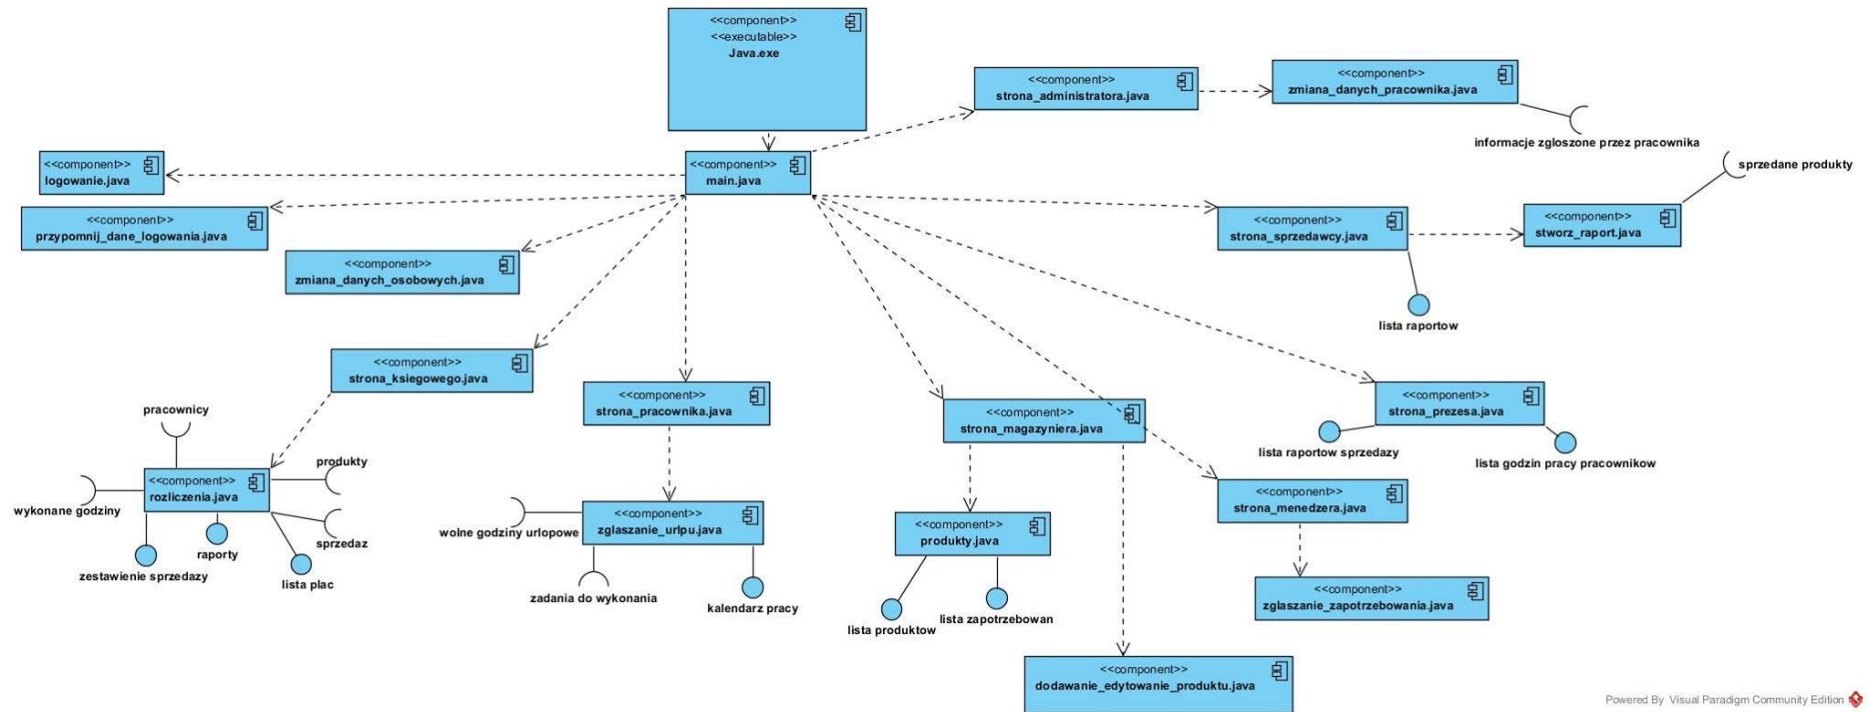 <<component>>
<<executable>>
Java.exe
<<component>>
strona_administratora.java
<<component>>
zmiana_danych_pracownika.java
informacje zgloszone przez pracownika
sprzedane produkty
<<component>>
logowanie.java
<<component>>
main.java
<<component>>
przypomnij_dane_logowania.java
<<component>>
strona_sprzedawcy.java
<<component>>
stworz_raport.java
<<component>>
zmiana_danych_osobowych.java
lista raportow
<<component>>
strona_ksiegowego.java
<<component>>
strona_pracownika.java
<<component>>
strona_magazyniera.java
<<component>>
strona_prezesa.java
lista raportow sprzedazy
lista godzin pracy pracownikow
pracownicy
produkty
<<component>>
rozliczenia.java
wykonane godziny
sprzedaz
raporty
zestawienie sprzedazy
lista plac
<<component>>
zglaszanie_urlpu.java
wolne godziny urlopowe
zadania do wykonania
kalendarz pracy
<<component>>
produkty.java
lista produktow
lista zapotrzebowan
<<component>>
strona_menedzera.java
<<component>>
zglaszanie_zapotrzebowania.java
<<component>>
dodawanie_edytowanie_produktu.java
Powered By Visual Paradigm Community Edition